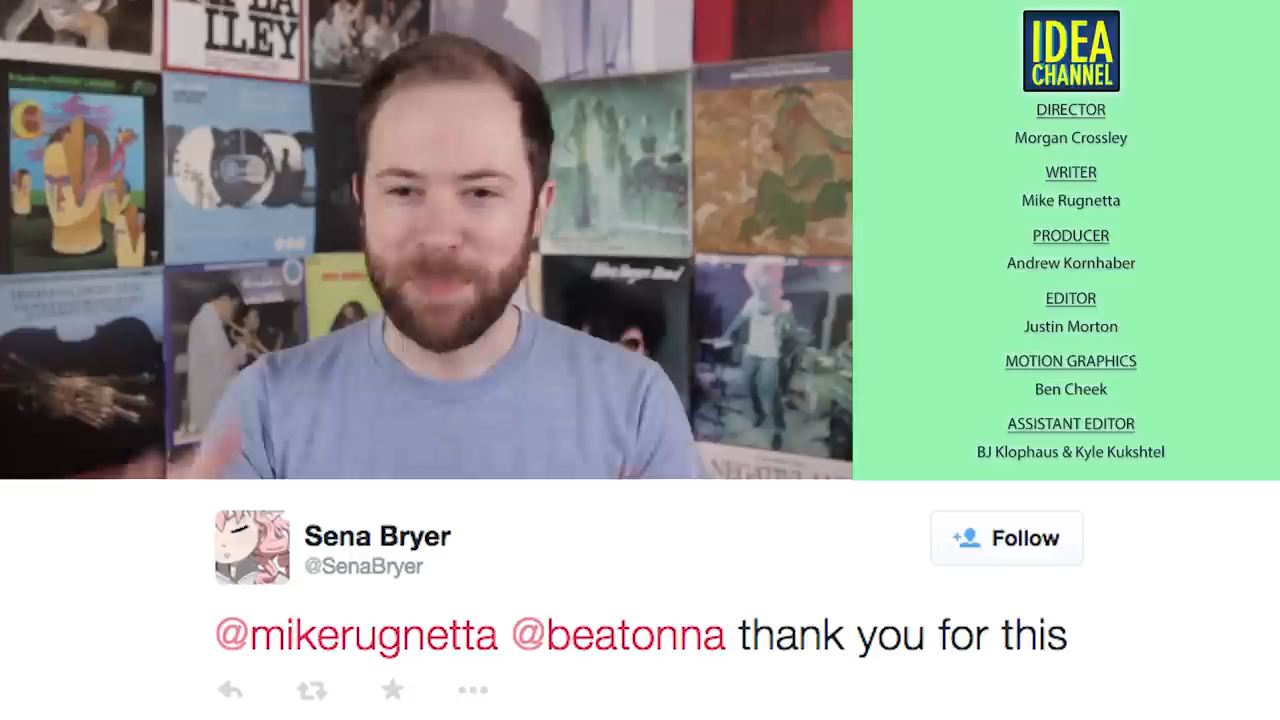 ILEY
IDEA
CHANNEL
DIRECTOR
Morgan Crossley
WRITER
Mike Rugnetta
PRODUCER
Andrew Kornhaber
EDITOR
Justin Morton
MOTION GRAPHICS
Ben Cheek
ASSISTANT EDITOR
BJ Klophaus & Kyle Kukshtel
Sena Bryer
@SenaBryer
Follow
@mikerugnetta @beatonna thank you for this